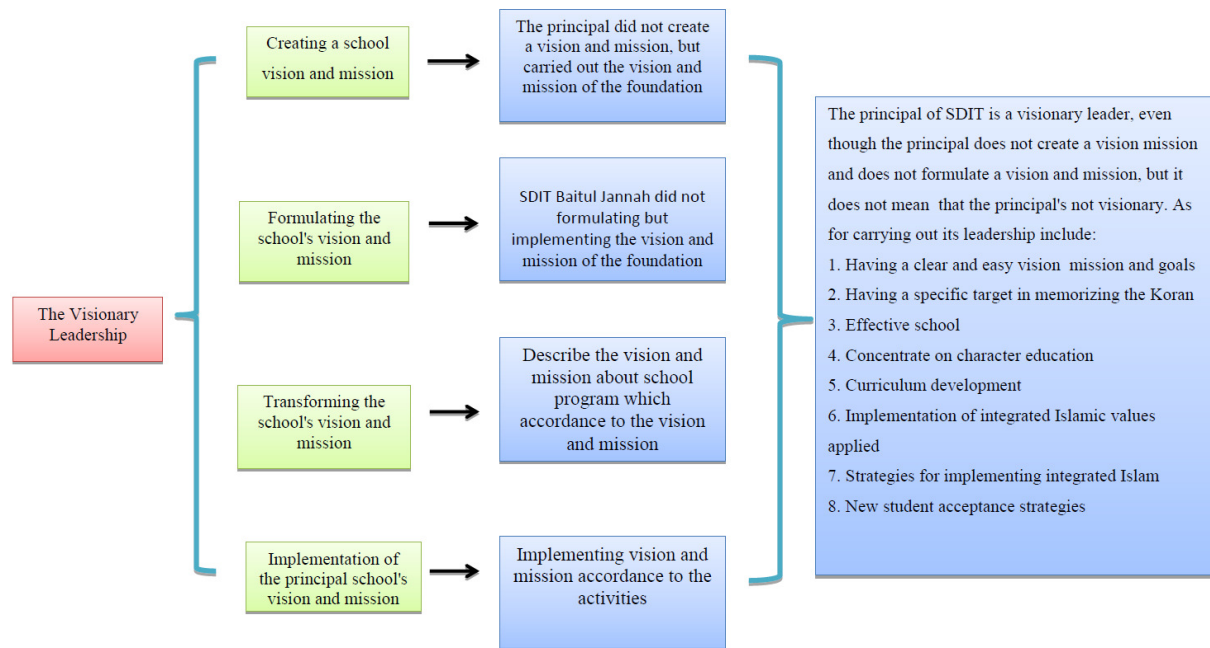 The Visionary
Leadership
Creating a school
vision and mission
The principal did not create
a vision and mission, but
carried out the vision and
mission of the foundation
Formulating the
school's vision and
mission
SDIT Baitul Jannah did not
formulating but
implementing the vision and
mission of the foundation
Transforming the
school's vision and
mission
Describe the vision and
mission about school
program which
accordance to the vision
and mission
Implementation of
the principal school's
vision and mission
Implementing vision and
mission accordance to the
activities
The principal of SDIT is a visionary leader, even
though the principal does not create a vision mission
and does not formulate a vision and mission, but it
does not mean that the principal's not visionary. As
for carrying out its leadership include:
1. Having a clear and easy vision mission and goals
2. Having a specific target in memorizing the Koran
3. Effective school
4. Concentrate on character education
5. Curriculum development
6. Implementation of integrated Islamic values
applied
7. Strategies for implementing integrated Islam
8. New student acceptance strategies